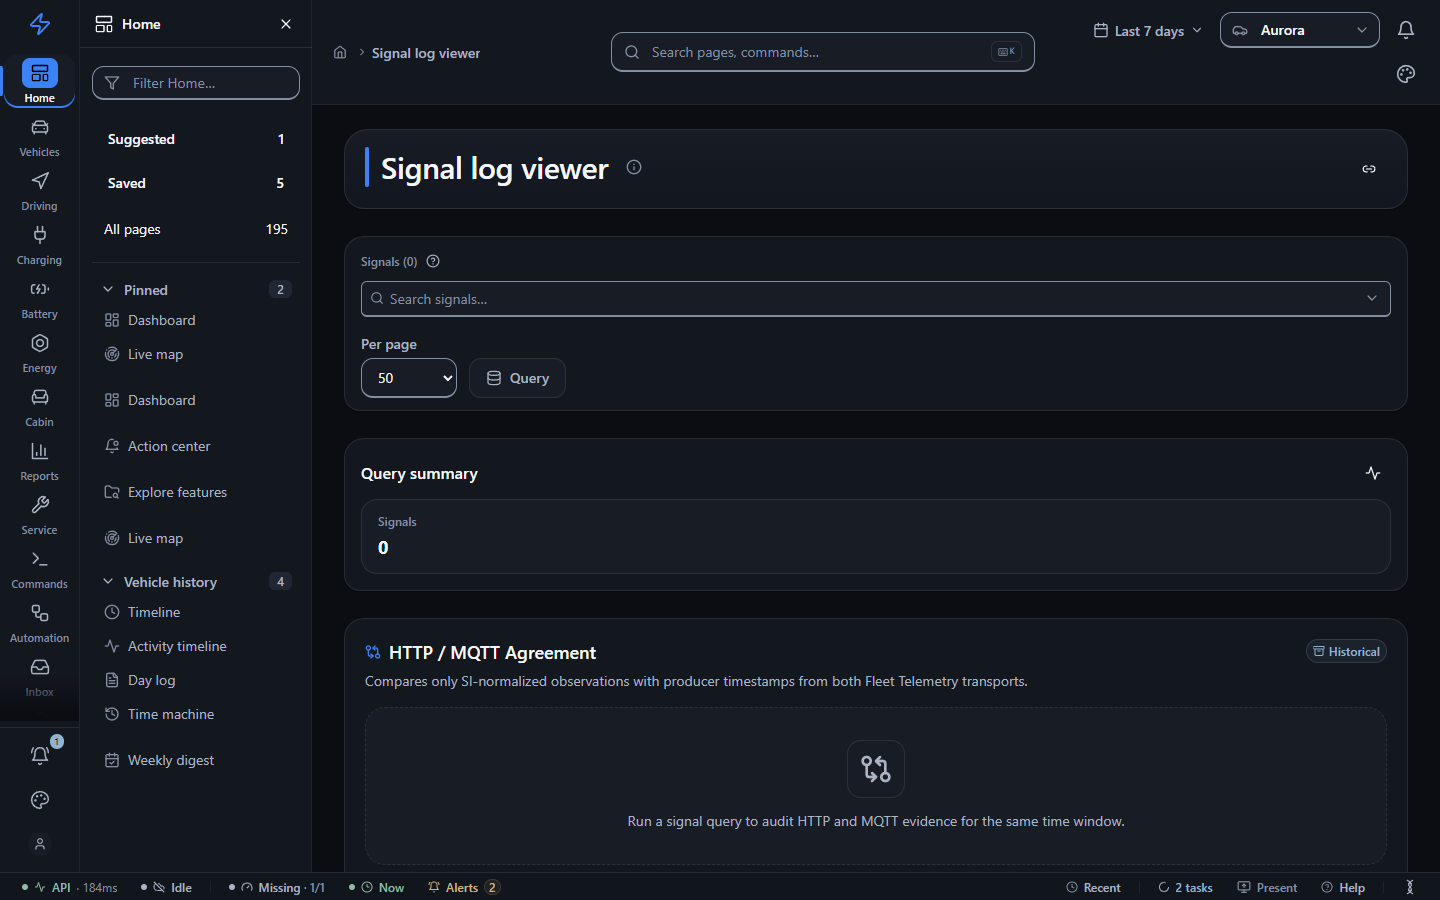 Home
Vehicles
Driving
Charging
Battery
Energy
Cabin
Reports
Service
Commands
Automation
Inbox
1
Home
Filter Home...
Suggested 1
Saved 5
All pages 195
Pinned 2
Dashboard
Live map
Dashboard
Action center
Explore features
Live map
Vehicle history 4
Timeline
Activity timeline
Day log
Time machine
Weekly digest
Signal log viewer
Search pages, commands...
K
Last 7 days
Aurora
Signal log viewer
Signals (0)
Search signals...
Per page
50
Query
Query summary
Signals
0
HTTP / MQTT Agreement
Historical
Compares only SI-normalized observations with producer timestamps from both Fleet Telemetry transports.
Run a signal query to audit HTTP and MQTT evidence for the same time window.
API · 184ms
Idle
Missing · 1/1
Now
Alerts 2
Recent
2 tasks
Present
Help